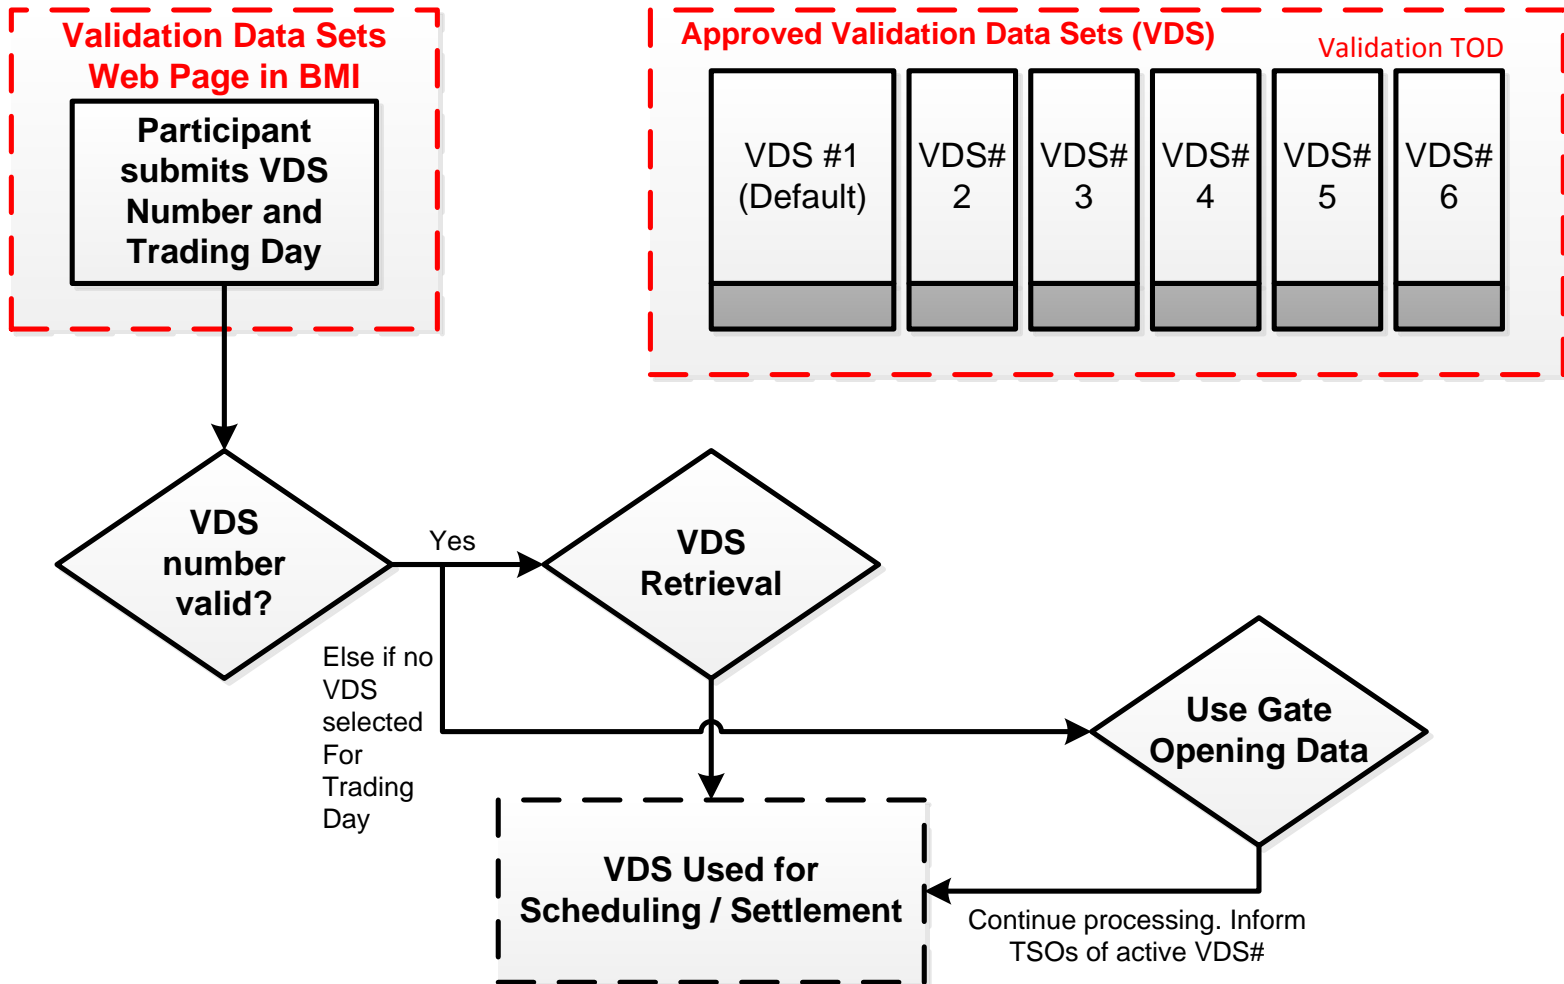 Validation Data Sets
Web Page in BMI
Participant
submits VDS
Number and
Trading Day
Approved Validation Data Sets (VDS)
Validation TOD
VDS #1
(Default)
VDS#
2
VDS#
3
VDS#
4
VDS#
5
VDS#
6
VDS
number
valid?
Yes
VDS
Retrieval
Else if no
VDS
selected
For
Trading
Day
Use Gate
Opening Data
VDS Used for
Scheduling / Settlement
Continue processing. Inform
TSOs of active VDS#